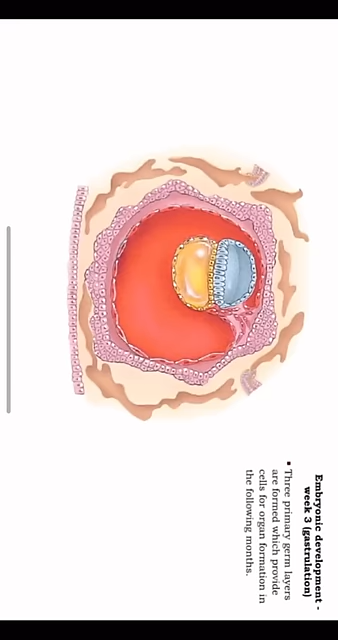 Embryonic development -
week 3 (gastrulation)
▪ Three primary germ layers
are formed which provide
cells for organ formation in
the following months.